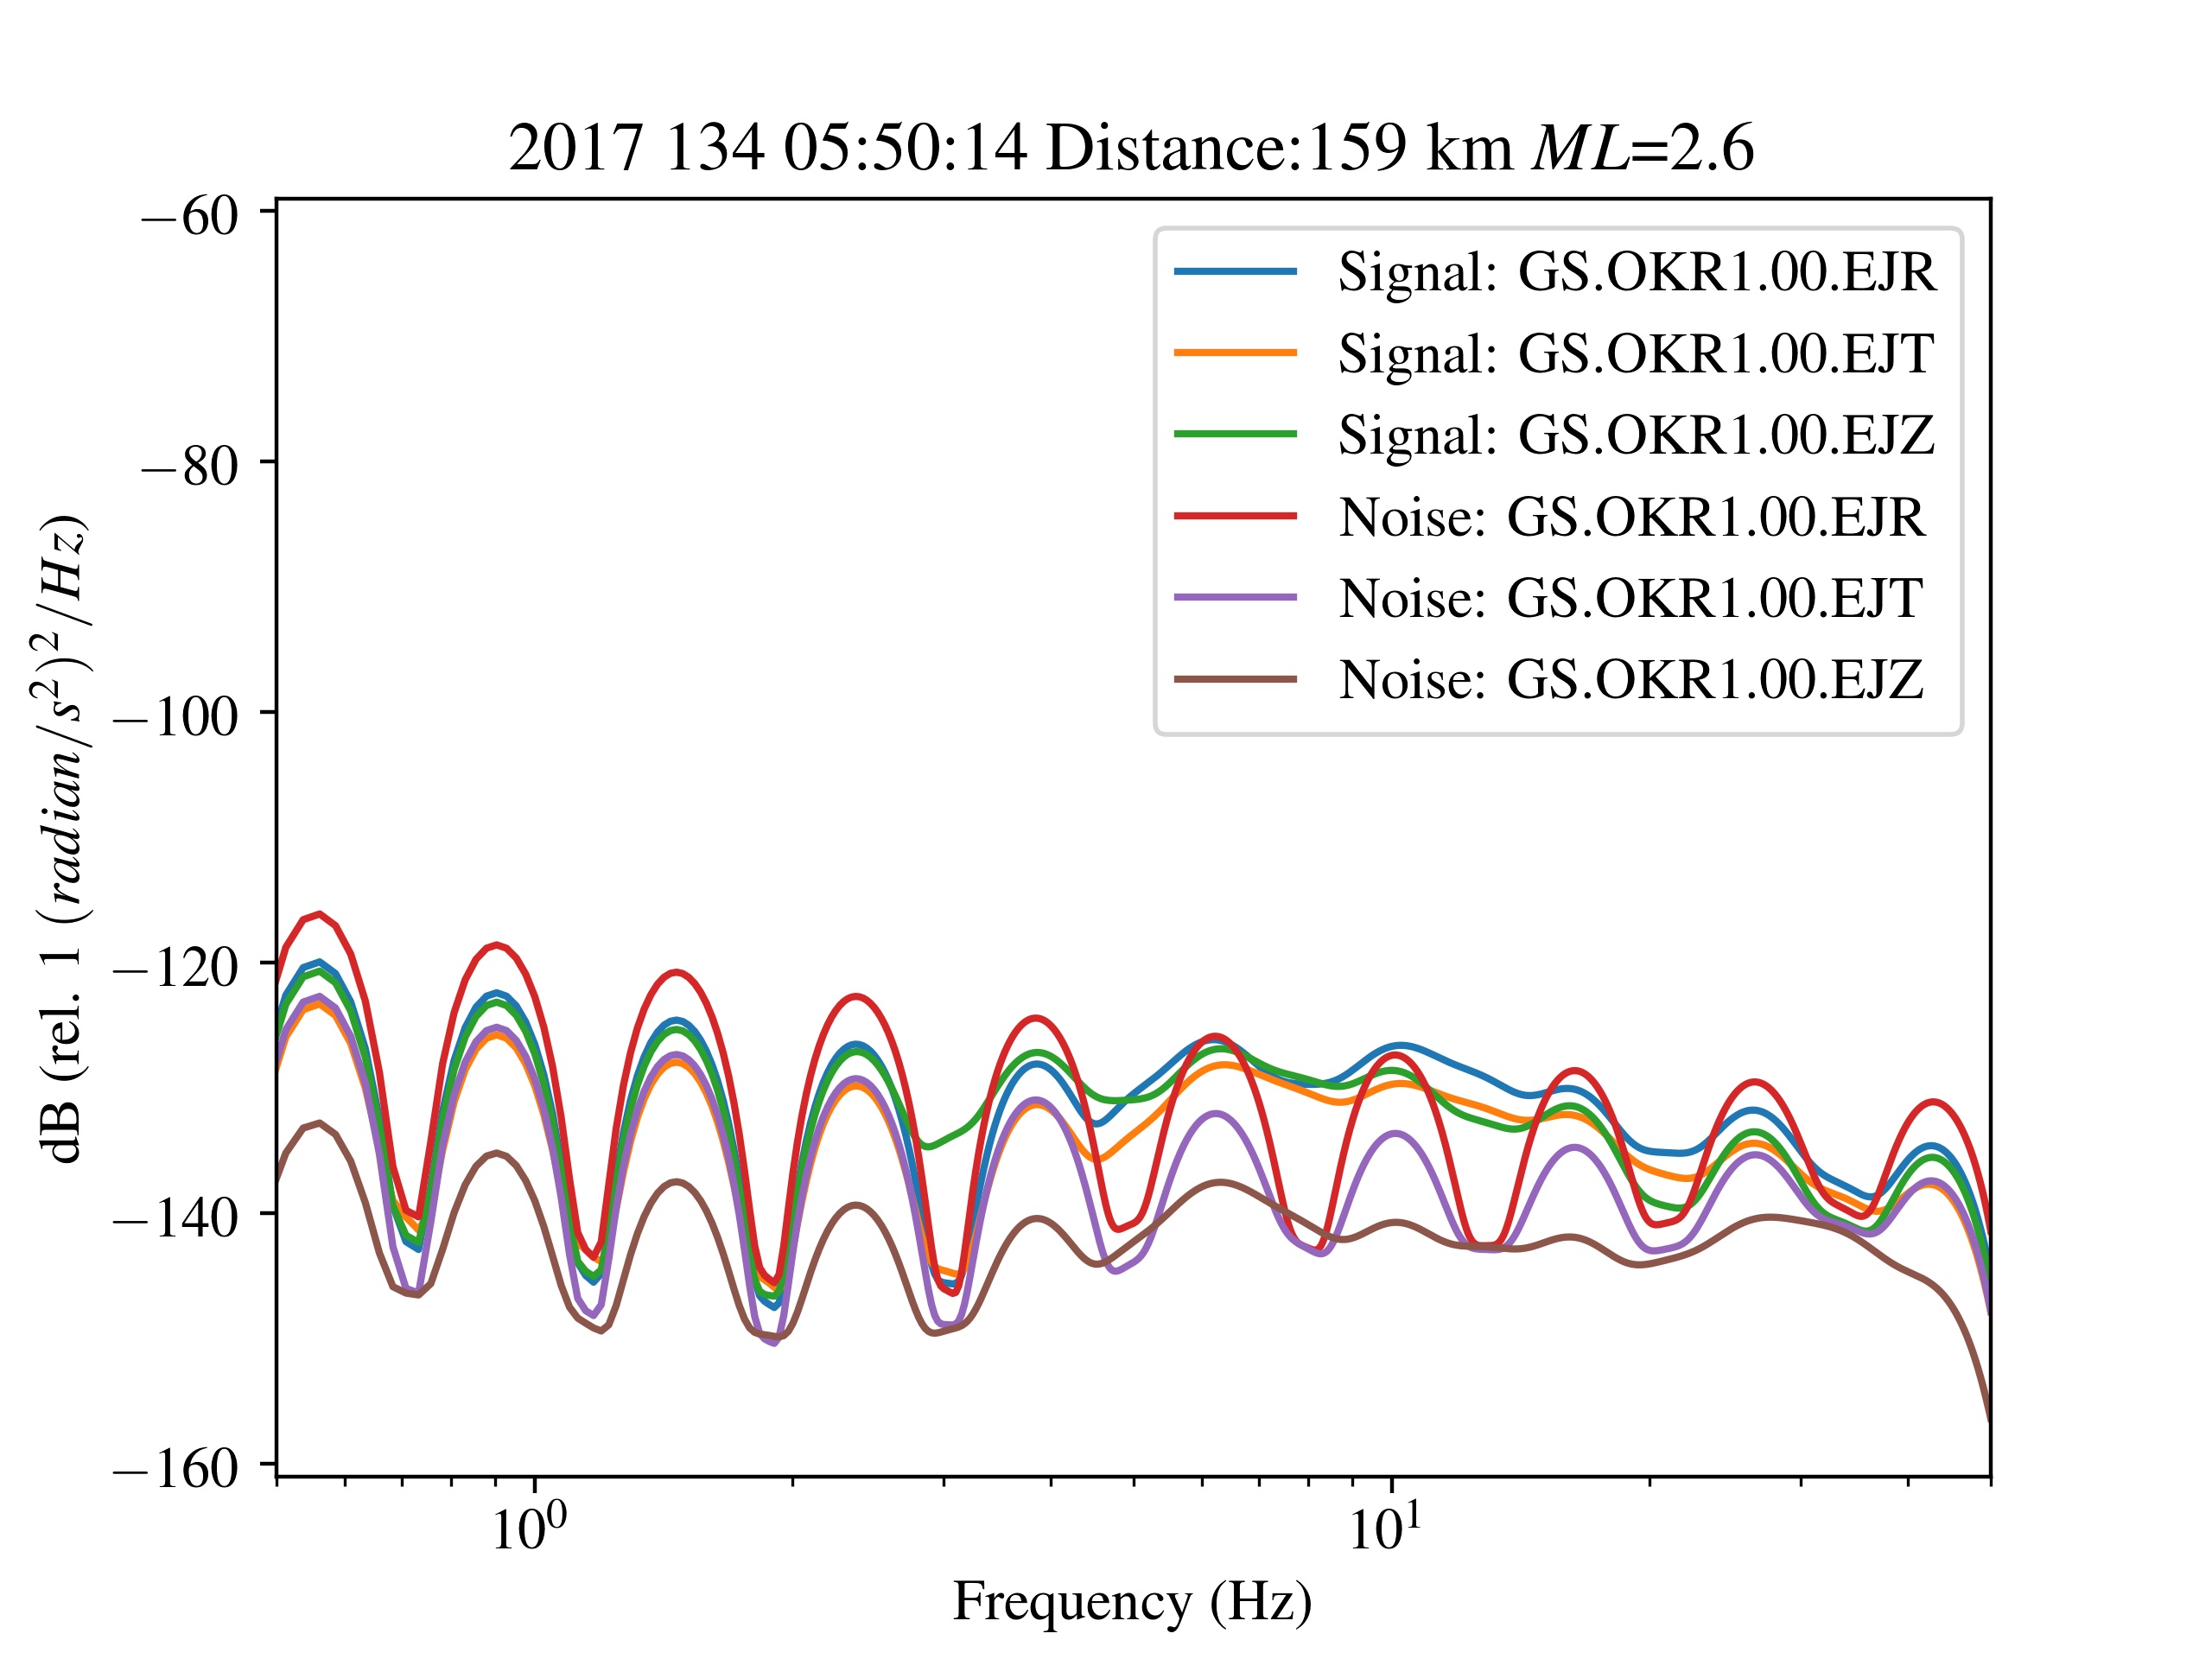 2017 134 05:50:14 Distance:159 km ML=2.6
−60
−80
−100
−120
−140
−160
dB (rel. 1 (radian/s²)²/Hz)
Signal: GS.OKR1.00.EJR
Signal: GS.OKR1.00.EJT
Signal: GS.OKR1.00.EJZ
Noise: GS.OKR1.00.EJR
Noise: GS.OKR1.00.EJT
Noise: GS.OKR1.00.EJZ
10⁰ 10¹
Frequency (Hz)